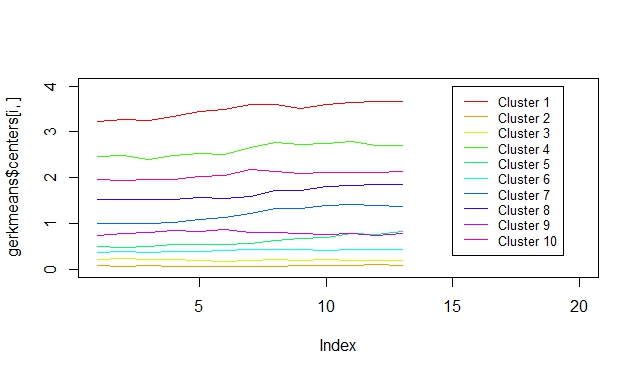 gerkmeans$centers[i, ]
4
3
2
1
0
5
10
15
20
Index
Cluster 1
Cluster 2
Cluster 3
Cluster 4
Cluster 5
Cluster 6
Cluster 7
Cluster 8
Cluster 9
Cluster 10